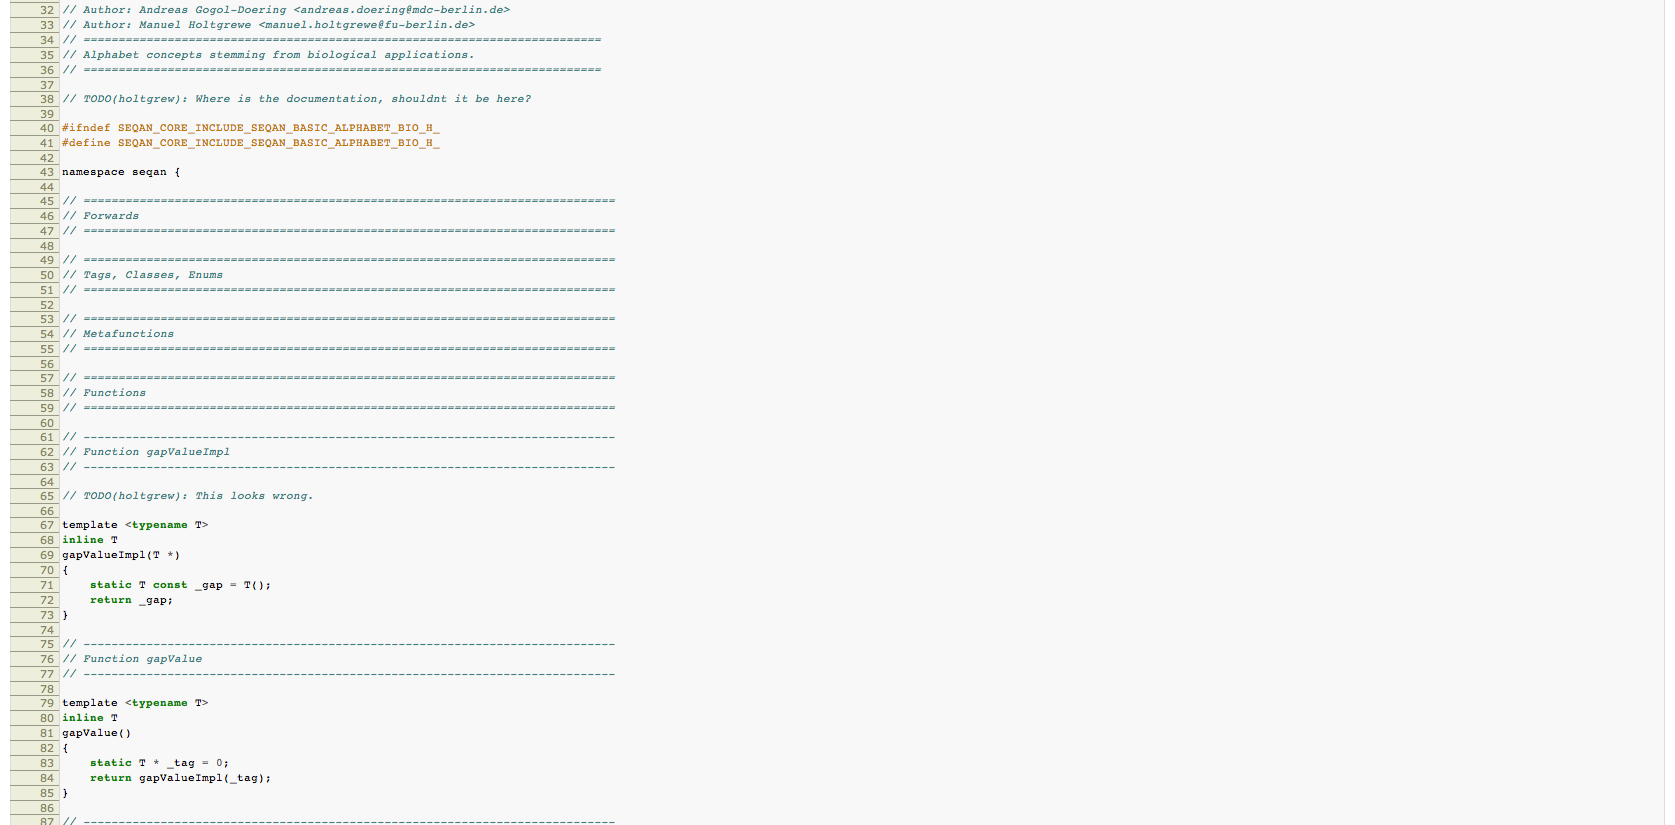 32 // Author: Andreas Gogol-Doering <andreas.doering@mdc-berlin.de>
33 // Author: Manuel Holtgrewe <manuel.holtgrewe@fu-berlin.de>
34 // ==========================================================================
35 // Alphabet concepts stemming from biological applications.
36 // ==========================================================================
37
38 // TODO(holtgrew): Where is the documentation, shouldnt it be here?
39
40 #ifndef SEQAN_CORE_INCLUDE_SEQAN_BASIC_ALPHABET_BIO_H_
41 #define SEQAN_CORE_INCLUDE_SEQAN_BASIC_ALPHABET_BIO_H_
42
43 namespace seqan {
44
45 // ============================================================================
46 // Forwards
47 // ============================================================================
48
49 // ============================================================================
50 // Tags, Classes, Enums
51 // ============================================================================
52
53 // ============================================================================
54 // Metafunctions
55 // ============================================================================
56
57 // ============================================================================
58 // Functions
59 // ============================================================================
60
61 // ----------------------------------------------------------------------------
62 // Function gapValueImpl
63 // ----------------------------------------------------------------------------
64
65 // TODO(holtgrew): This looks wrong.
66
67 template <typename T>
68 inline T
69 gapValueImpl(T *)
70 {
71     static T const _gap = T();
72     return _gap;
73 }
74
75 // ----------------------------------------------------------------------------
76 // Function gapValue
77 // ----------------------------------------------------------------------------
78
79 template <typename T>
80 inline T
81 gapValue()
82 {
83     static T * _tag = 0;
84     return gapValueImpl(_tag);
85 }
86
87 // ----------------------------------------------------------------------------